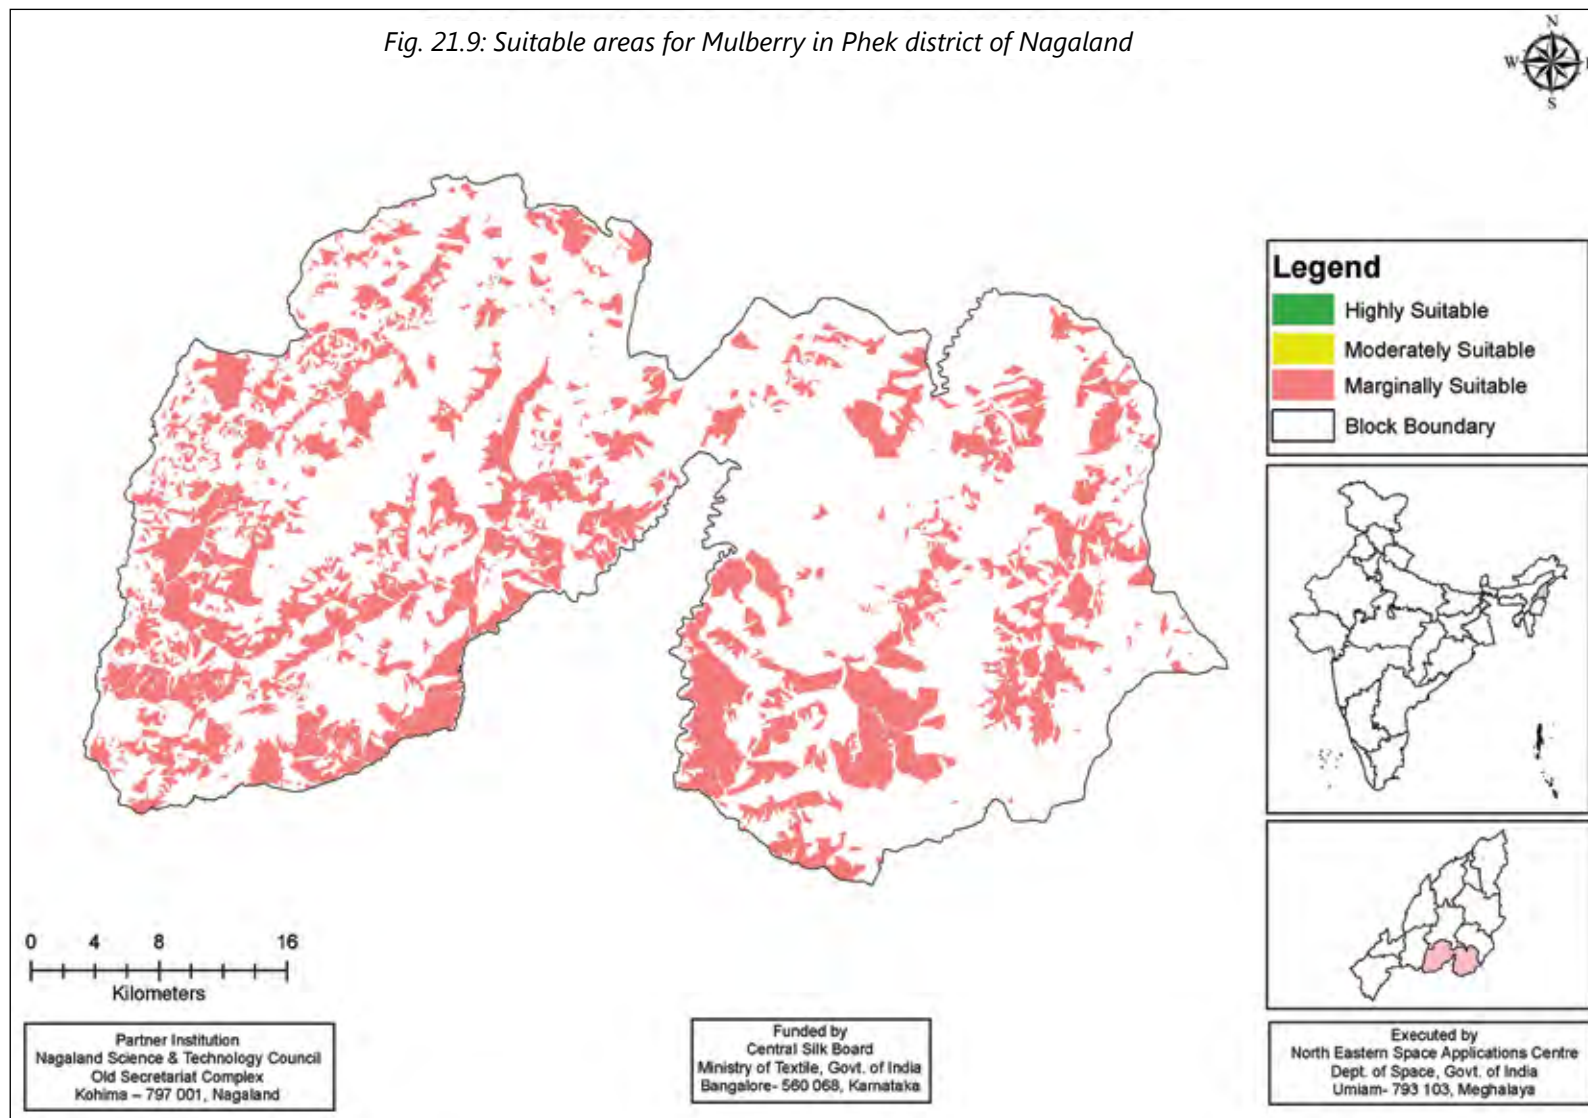 Fig. 21.9: Suitable areas for Mulberry in Phek district of Nagaland
N
W
S
Legend
Highly Suitable
Moderately Suitable
Marginally Suitable
Block Boundary
0 4 8 16
Kilometers
Partner Institution
Nagaland Science & Technology Council
Old Secretariat Complex
Kohima – 797 001, Nagaland
Funded by
Central Silk Board
Ministry of Textile, Govt. of India
Bangalore- 560 068, Karnataka
Executed by
North Eastern Space Applications Centre
Dept. of Space, Govt. of India
Umiam- 793 103, Meghalaya